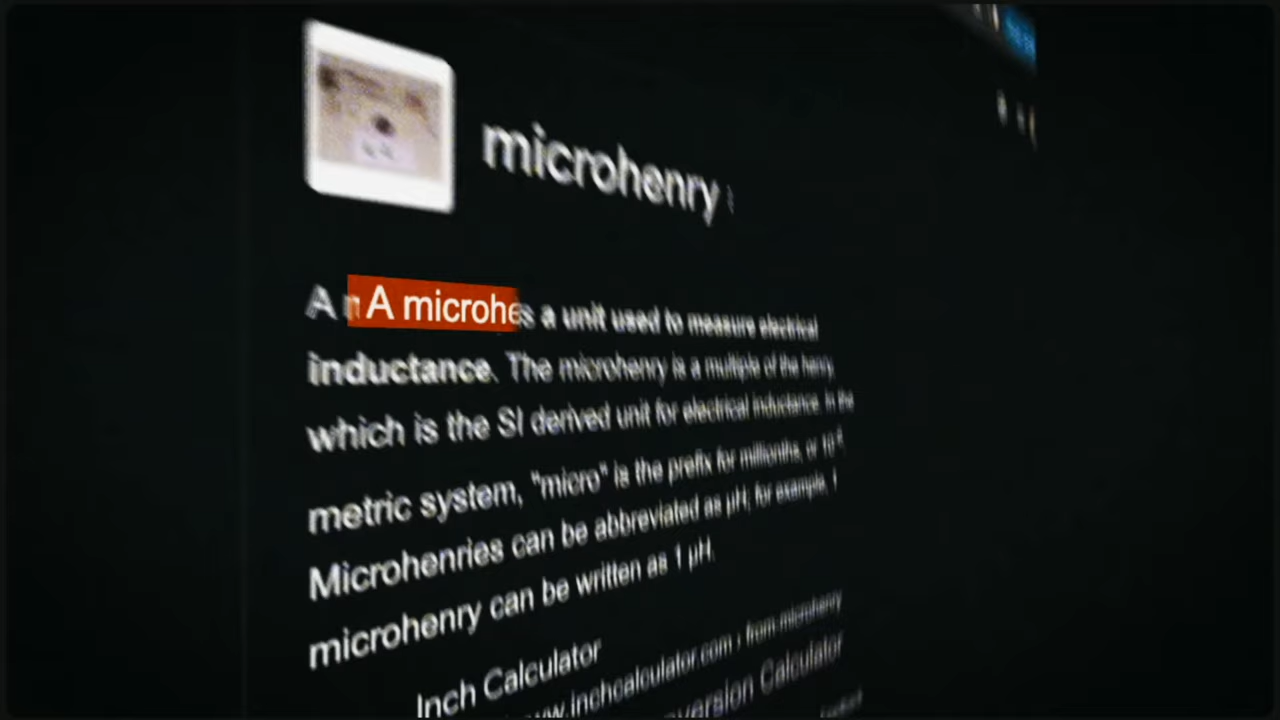 microhenry
A n A microhes a unit used to measure electrical
inductance. The microhenry is a multiple of the henry,
which is the SI derived unit for electrical inductance. In the
metric system, "micro" is the prefix for millionths, or 10⁻⁶.
Microhenries can be abbreviated as μH; for example, 1
microhenry can be written as 1 μH.
Inch Calculator
www.inchcalculator.com › from-microhenry
Calculator